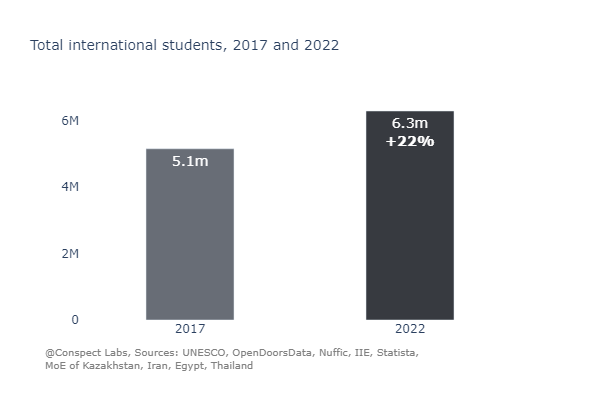 Total international students, 2017 and 2022
6M
4M
2M
0
5.1m
6.3m
+22%
2017
2022
@Conspect Labs, Sources: UNESCO, OpenDoorsData, Nuffic, IIE, Statista,
MoE of Kazakhstan, Iran, Egypt, Thailand